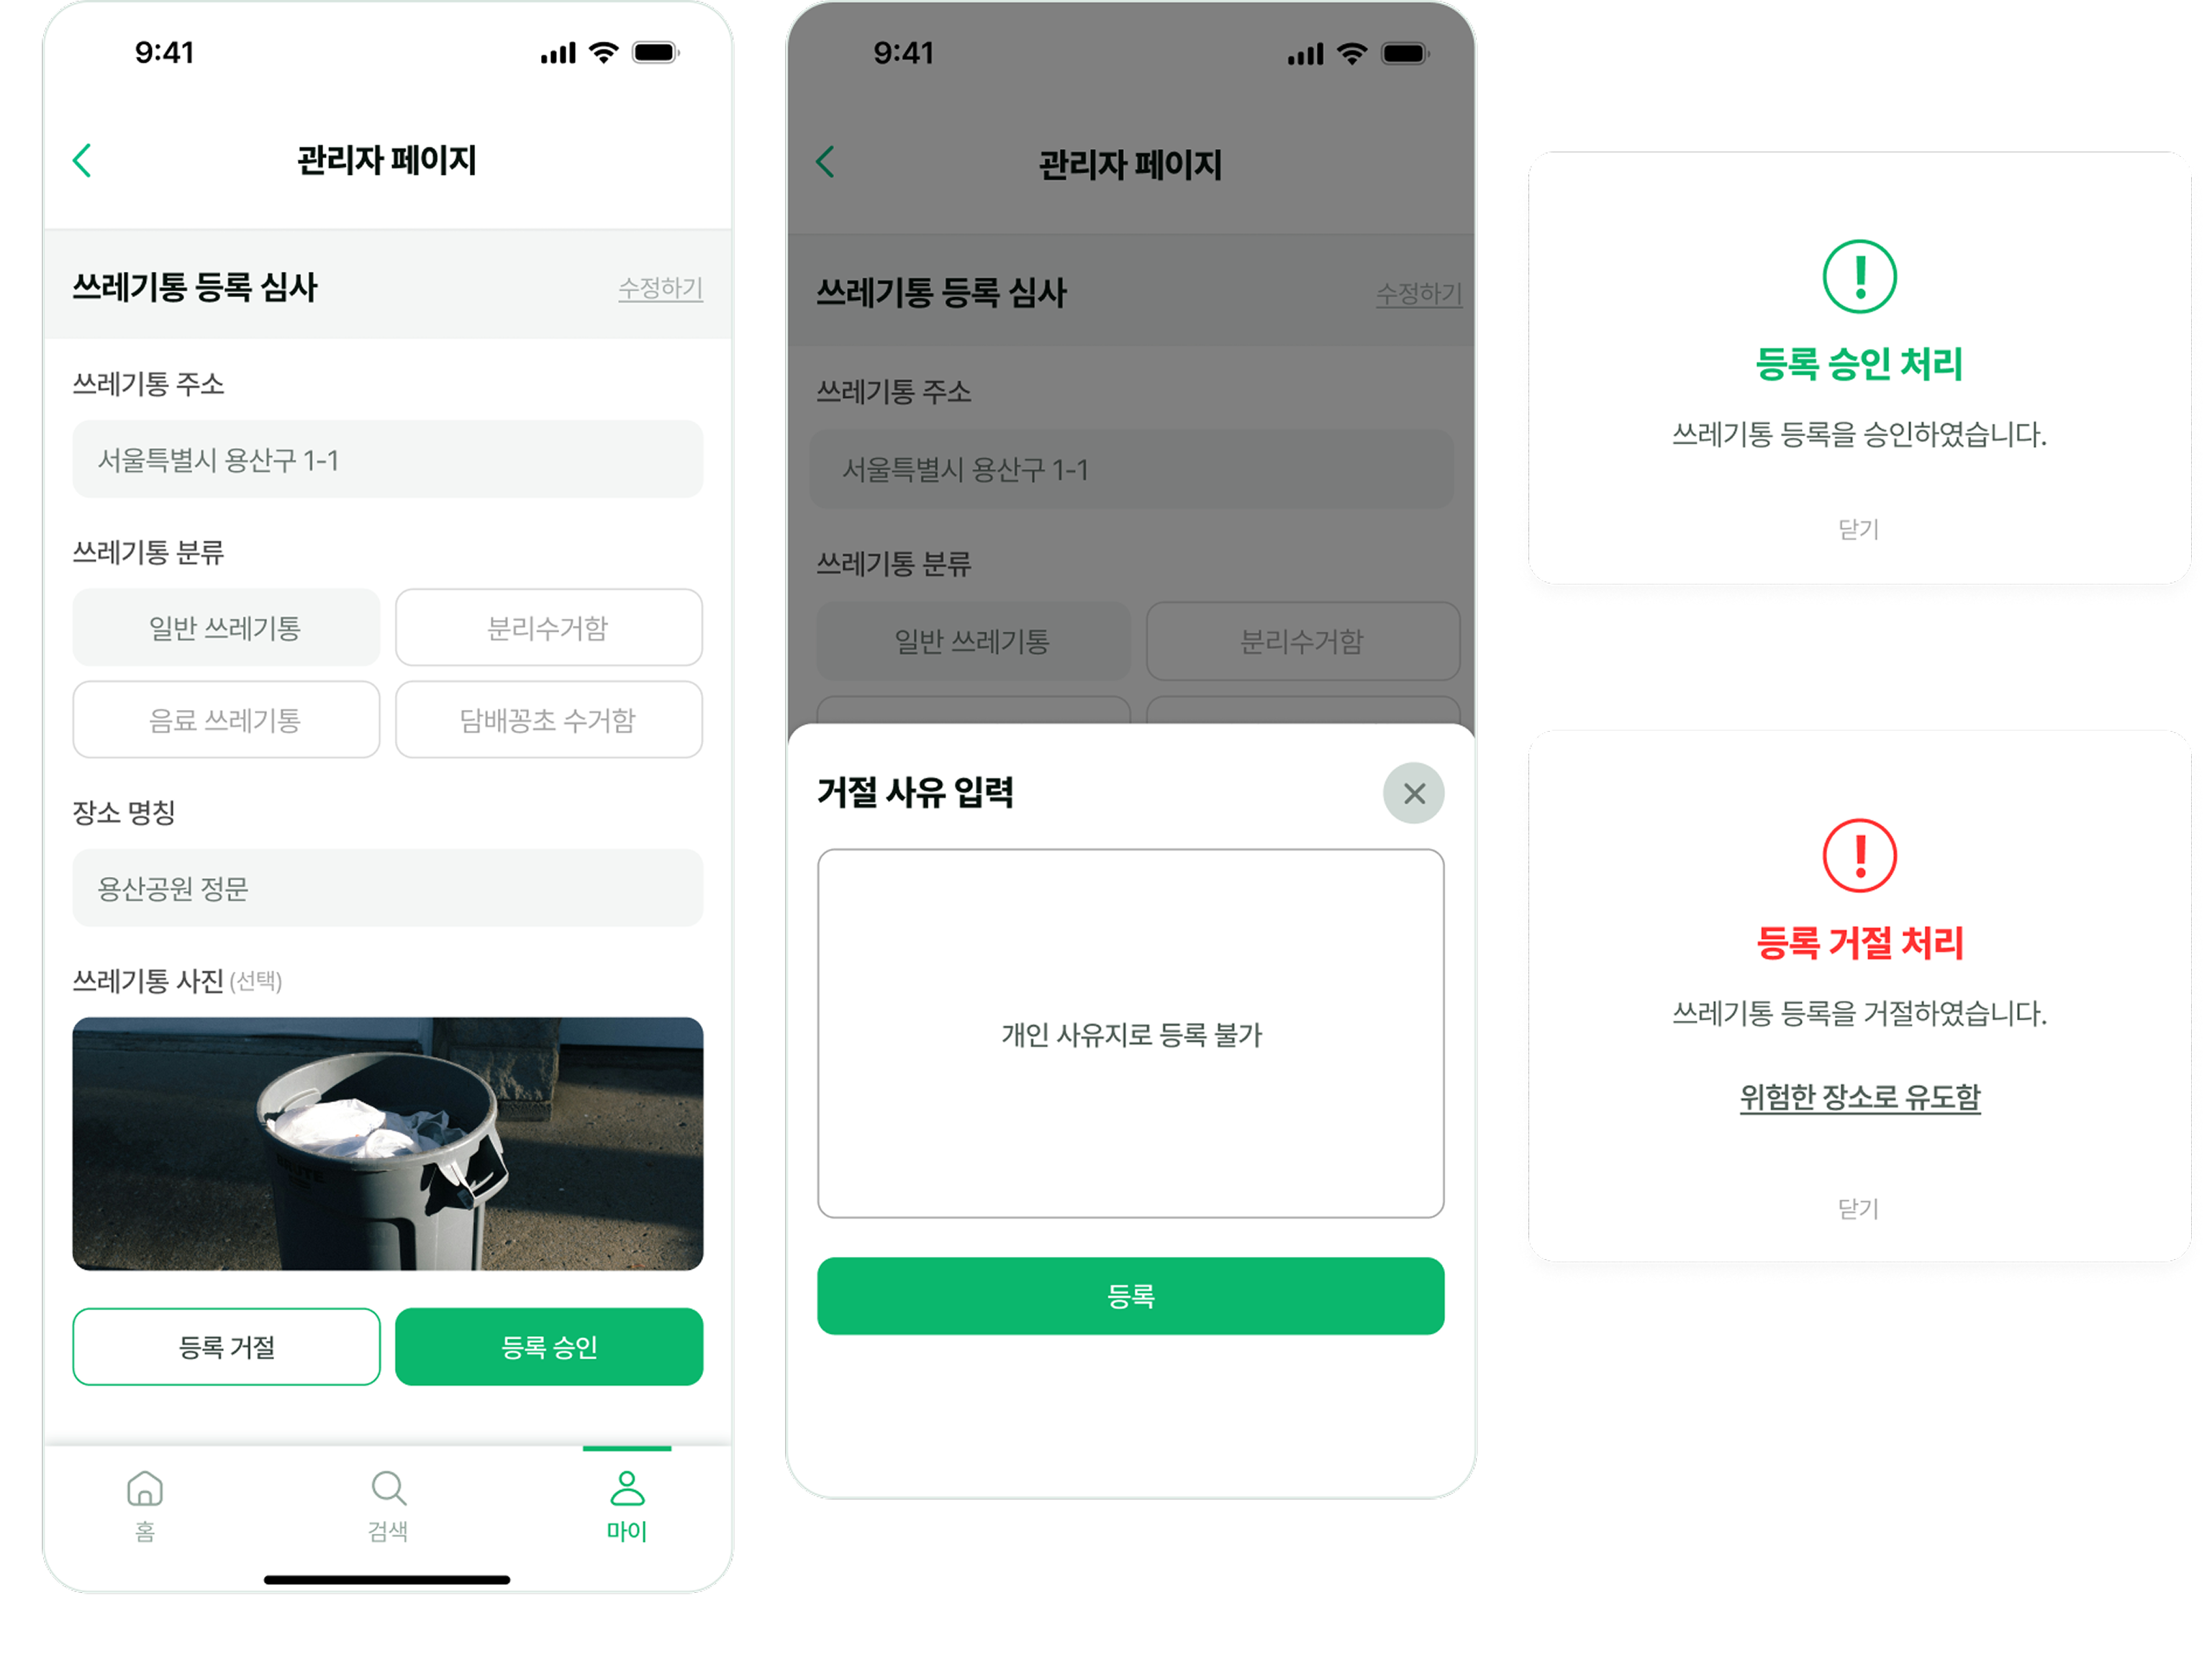 9:41
관리자 페이지
쓰레기통 등록 심사
수정하기
쓰레기통 주소
서울특별시 용산구 1-1
쓰레기통 분류
일반 쓰레기통
분리수거함
음료 쓰레기통
담배꽁초 수거함
장소 명칭
용산공원 정문
쓰레기통 사진 (선택)
등록 거절
등록 승인
홈
검색
마이
9:41
관리자 페이지
쓰레기통 등록 심사
수정하기
쓰레기통 주소
서울특별시 용산구 1-1
쓰레기통 분류
일반 쓰레기통
분리수거함
거절 사유 입력
개인 사유지로 등록 불가
등록
등록 승인 처리
쓰레기통 등록을 승인하였습니다.
닫기
등록 거절 처리
쓰레기통 등록을 거절하였습니다.
위험한 장소로 유도함
닫기